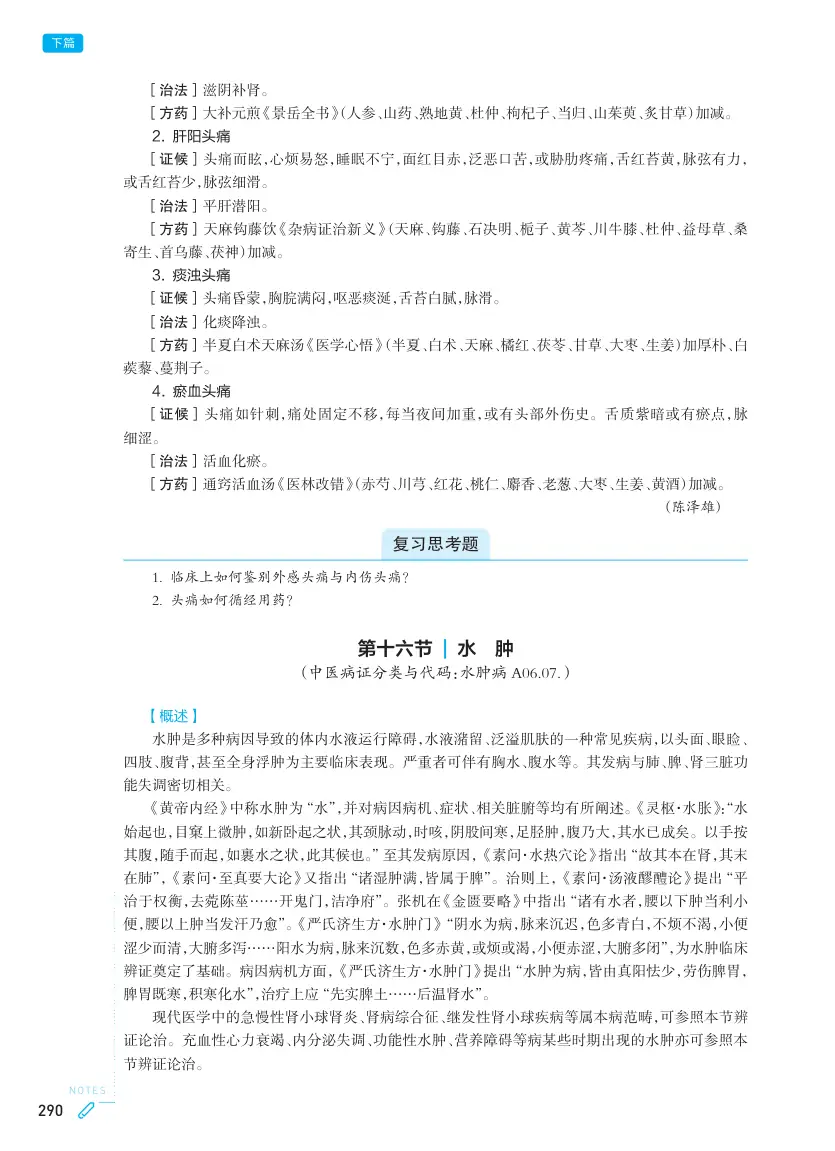 下篇
［治法］滋阴补肾。
［方药］大补元煎《景岳全书》（人参、山药、熟地黄、杜仲、枸杞子、当归、山茱萸、炙甘草）加减。
2. 肝阳头痛
［证候］头痛而眩，心烦易怒，睡眠不宁，面红目赤，泛恶口苦，或胁肋疼痛，舌红苔黄，脉弦有力，
或舌红苔少，脉弦细滑。
［治法］平肝潜阳。
［方药］天麻钩藤饮《杂病证治新义》（天麻、钩藤、石决明、栀子、黄芩、川牛膝、杜仲、益母草、桑
寄生、首乌藤、茯神）加减。
3. 痰浊头痛
［证候］头痛昏蒙，胸脘满闷，呕恶痰涎，舌苔白腻，脉滑。
［治法］化痰降浊。
［方药］半夏白术天麻汤《医学心悟》（半夏、白术、天麻、橘红、茯苓、甘草、大枣、生姜）加厚朴、白
蒺藜、蔓荆子。
4. 瘀血头痛
［证候］头痛如针刺，痛处固定不移，每当夜间加重，或有头部外伤史。舌质紫暗或有瘀点，脉
细涩。
［治法］活血化瘀。
［方药］通窍活血汤《医林改错》（赤芍、川芎、红花、桃仁、麝香、老葱、大枣、生姜、黄酒）加减。
（陈泽雄）
复习思考题
1. 临床上如何鉴别外感头痛与内伤头痛？
2. 头痛如何循经用药？
第十六节 | 水　肿
（中医病证分类与代码：水肿病 A06.07.）
【概述】
水肿是多种病因导致的体内水液运行障碍，水液潴留、泛溢肌肤的一种常见疾病，以头面、眼睑、
四肢、腹背，甚至全身浮肿为主要临床表现。严重者可伴有胸水、腹水等。其发病与肺、脾、肾三脏功
能失调密切相关。
《黄帝内经》中称水肿为“水”，并对病因病机、症状、相关脏腑等均有所阐述。《灵枢·水胀》：“水
始起也，目窠上微肿，如新卧起之状，其颈脉动，时咳，阴股间寒，足胫肿，腹乃大，其水已成矣。以手按
其腹，随手而起，如裹水之状，此其候也。”至其发病原因，《素问·水热穴论》指出“故其本在肾，其末
在肺”，《素问·至真要大论》又指出“诸湿肿满，皆属于脾”。治则上，《素问·汤液醪醴论》提出“平
治于权衡，去菀陈莝……开鬼门，洁净府”。张机在《金匮要略》中指出“诸有水者，腰以下肿当利小
便，腰以上肿当发汗乃愈”。《严氏济生方·水肿门》“阴水为病，脉来沉迟，色多青白，不烦不渴，小便
涩少而清，大腑多泻……阳水为病，脉来沉数，色多赤黄，或烦或渴，小便赤涩，大腑多闭”，为水肿临床
辨证奠定了基础。病因病机方面，《严氏济生方·水肿门》提出“水肿为病，皆由真阳怯少，劳伤脾胃，
脾胃既寒，积寒化水”，治疗上应“先实脾土……后温肾水”。
现代医学中的急慢性肾小球肾炎、肾病综合征、继发性肾小球疾病等属本病范畴，可参照本节辨
证论治。充血性心力衰竭、内分泌失调、功能性水肿、营养障碍等病某些时期出现的水肿亦可参照本
节辨证论治。
NOTES
290